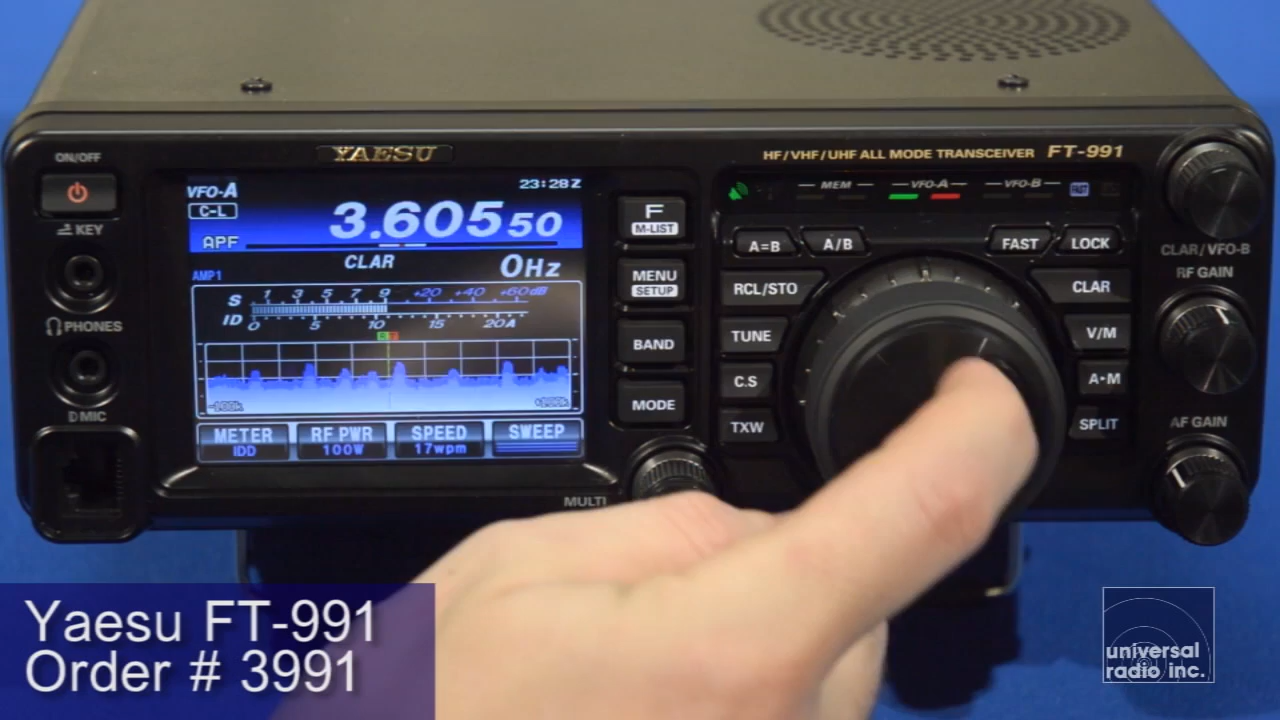 ON/OFF
KEY
PHONES
MIC
YAESU
VFO-A
23:28Z
C-L
3.605 50
APF
CLAR
0Hz
AMP1
S
1 3 5 7 9 +20 +40 +60dB
ID
0 5 10 15 20A
-100k
+100k
METER
IDD
RF PWR
100W
SPEED
17wpm
SWEEP
F
M-LIST
MENU
SETUP
BAND
MODE
MULTI
HF/VHF/UHF ALL MODE TRANSCEIVER FT-991
MEM
VFO-A
VFO-B
A=B
A/B
FAST
LOCK
RCL/STO
CLAR
TUNE
V/M
C.S
A▸M
TXW
SPLIT
CLAR/VFO-B
RF GAIN
AF GAIN
Yaesu FT-991
Order # 3991
universal
radio inc.